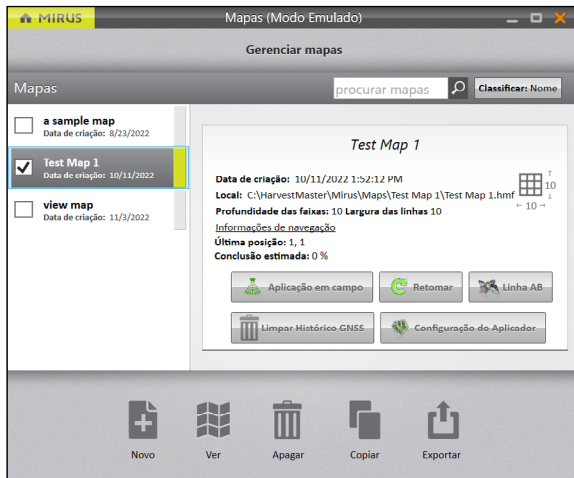 MIRUS
Mapas (Modo Emulado)
Gerenciar mapas
Mapas
procurar mapas
Classificar: Nome
a sample map
Data de criação: 8/23/2022
Test Map 1
Data de criação: 10/11/2022
view map
Data de criação: 11/3/2022
Test Map 1
Data de criação: 10/11/2022 1:52:12 PM
Local: C:\HarvestMaster\Mirus\Maps\Test Map 1\Test Map 1.hmf
Profundidade das faixas: 10 Largura das linhas 10
10
10
Informações de navegação
Última posição: 1, 1
Conclusão estimada: 0 %
Aplicação em campo
Retomar
Linha AB
Limpar Histórico GNSS
Configuração do Aplicador
Novo
Ver
Apagar
Copiar
Exportar